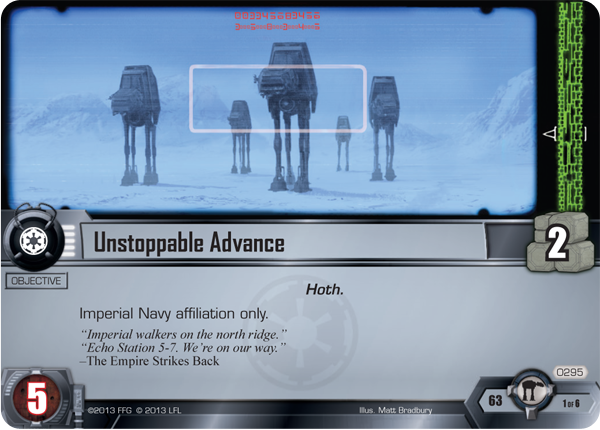 Unstoppable Advance
2
OBJECTIVE
Hoth.
Imperial Navy affiliation only.
“Imperial walkers on the north ridge.”
“Echo Station 5-7. We’re on our way.”
–The Empire Strikes Back
5
©2013 FFG © 2013 LFL
Illus. Matt Bradbury
0295
63
1 OF 6